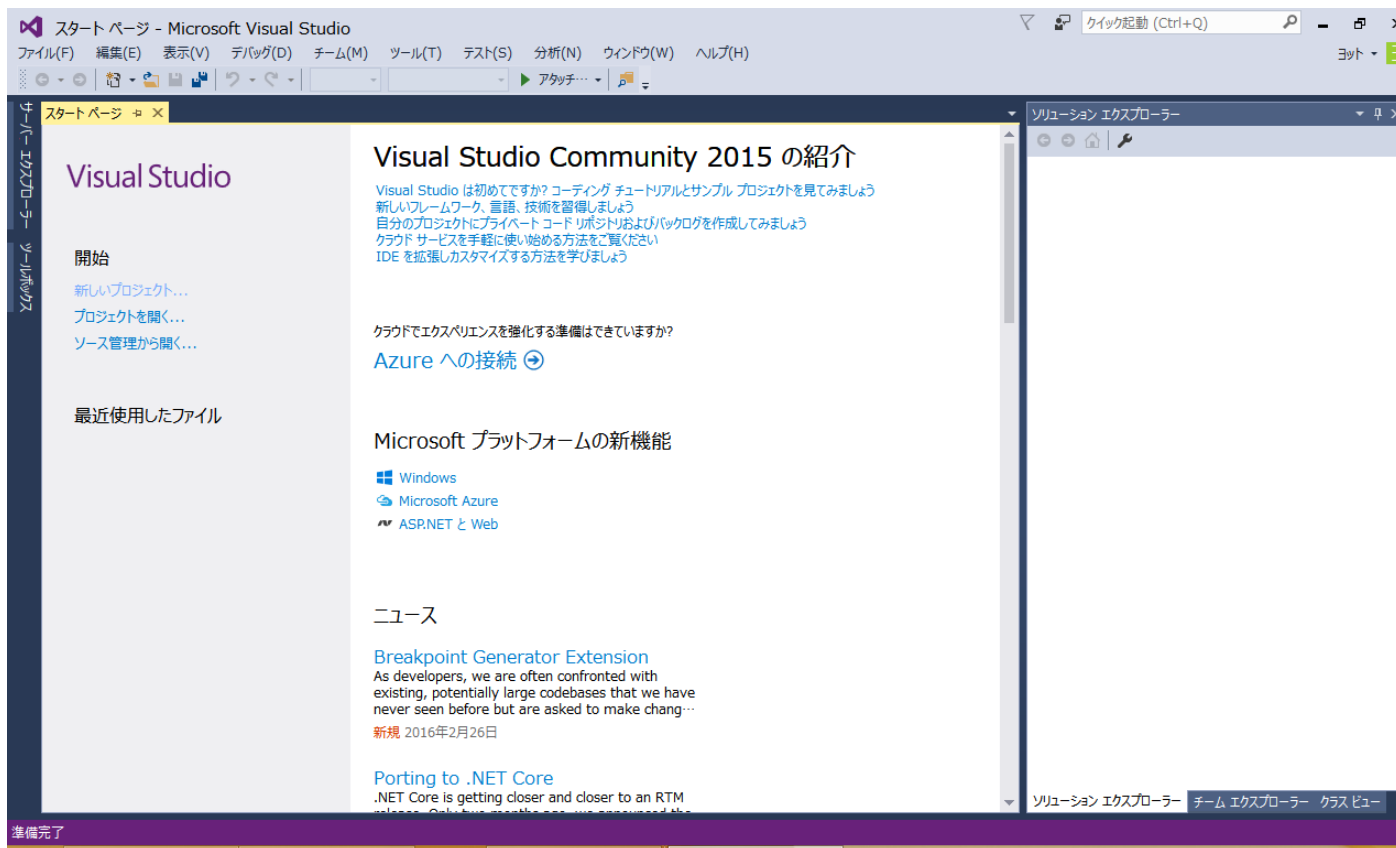 スタート ページ - Microsoft Visual Studio
クイック起動 (Ctrl+Q)
ファイル(F) 編集(E) 表示(V) デバッグ(D) チーム(M) ツール(T) テスト(S) 分析(N) ウィンドウ(W) ヘルプ(H)
ヨット
アタッチ…
サーバー エクスプローラー
ツールボックス
スタート ページ
Visual Studio
開始
新しいプロジェクト...
プロジェクトを開く...
ソース管理から開く...
最近使用したファイル
Visual Studio Community 2015 の紹介
Visual Studio は初めてですか? コーディング チュートリアルとサンプル プロジェクトを見てみましょう
新しいフレームワーク、言語、技術を習得しましょう
自分のプロジェクトにプライベート コード リポジトリおよびバックログを作成してみましょう
クラウド サービスを手軽に使い始める方法をご覧ください
IDE を拡張しカスタマイズする方法を学びましょう
クラウドでエクスペリエンスを強化する準備はできていますか?
Azure への接続
Microsoft プラットフォームの新機能
Windows
Microsoft Azure
ASP.NET と Web
ニュース
Breakpoint Generator Extension
As developers, we are often confronted with
existing, potentially large codebases that we have
never seen before but are asked to make chang…
新規 2016年2月26日
Porting to .NET Core
.NET Core is getting closer and closer to an RTM
ソリューション エクスプローラー
ソリューション エクスプローラー チーム エクスプローラー クラス ビュー
準備完了